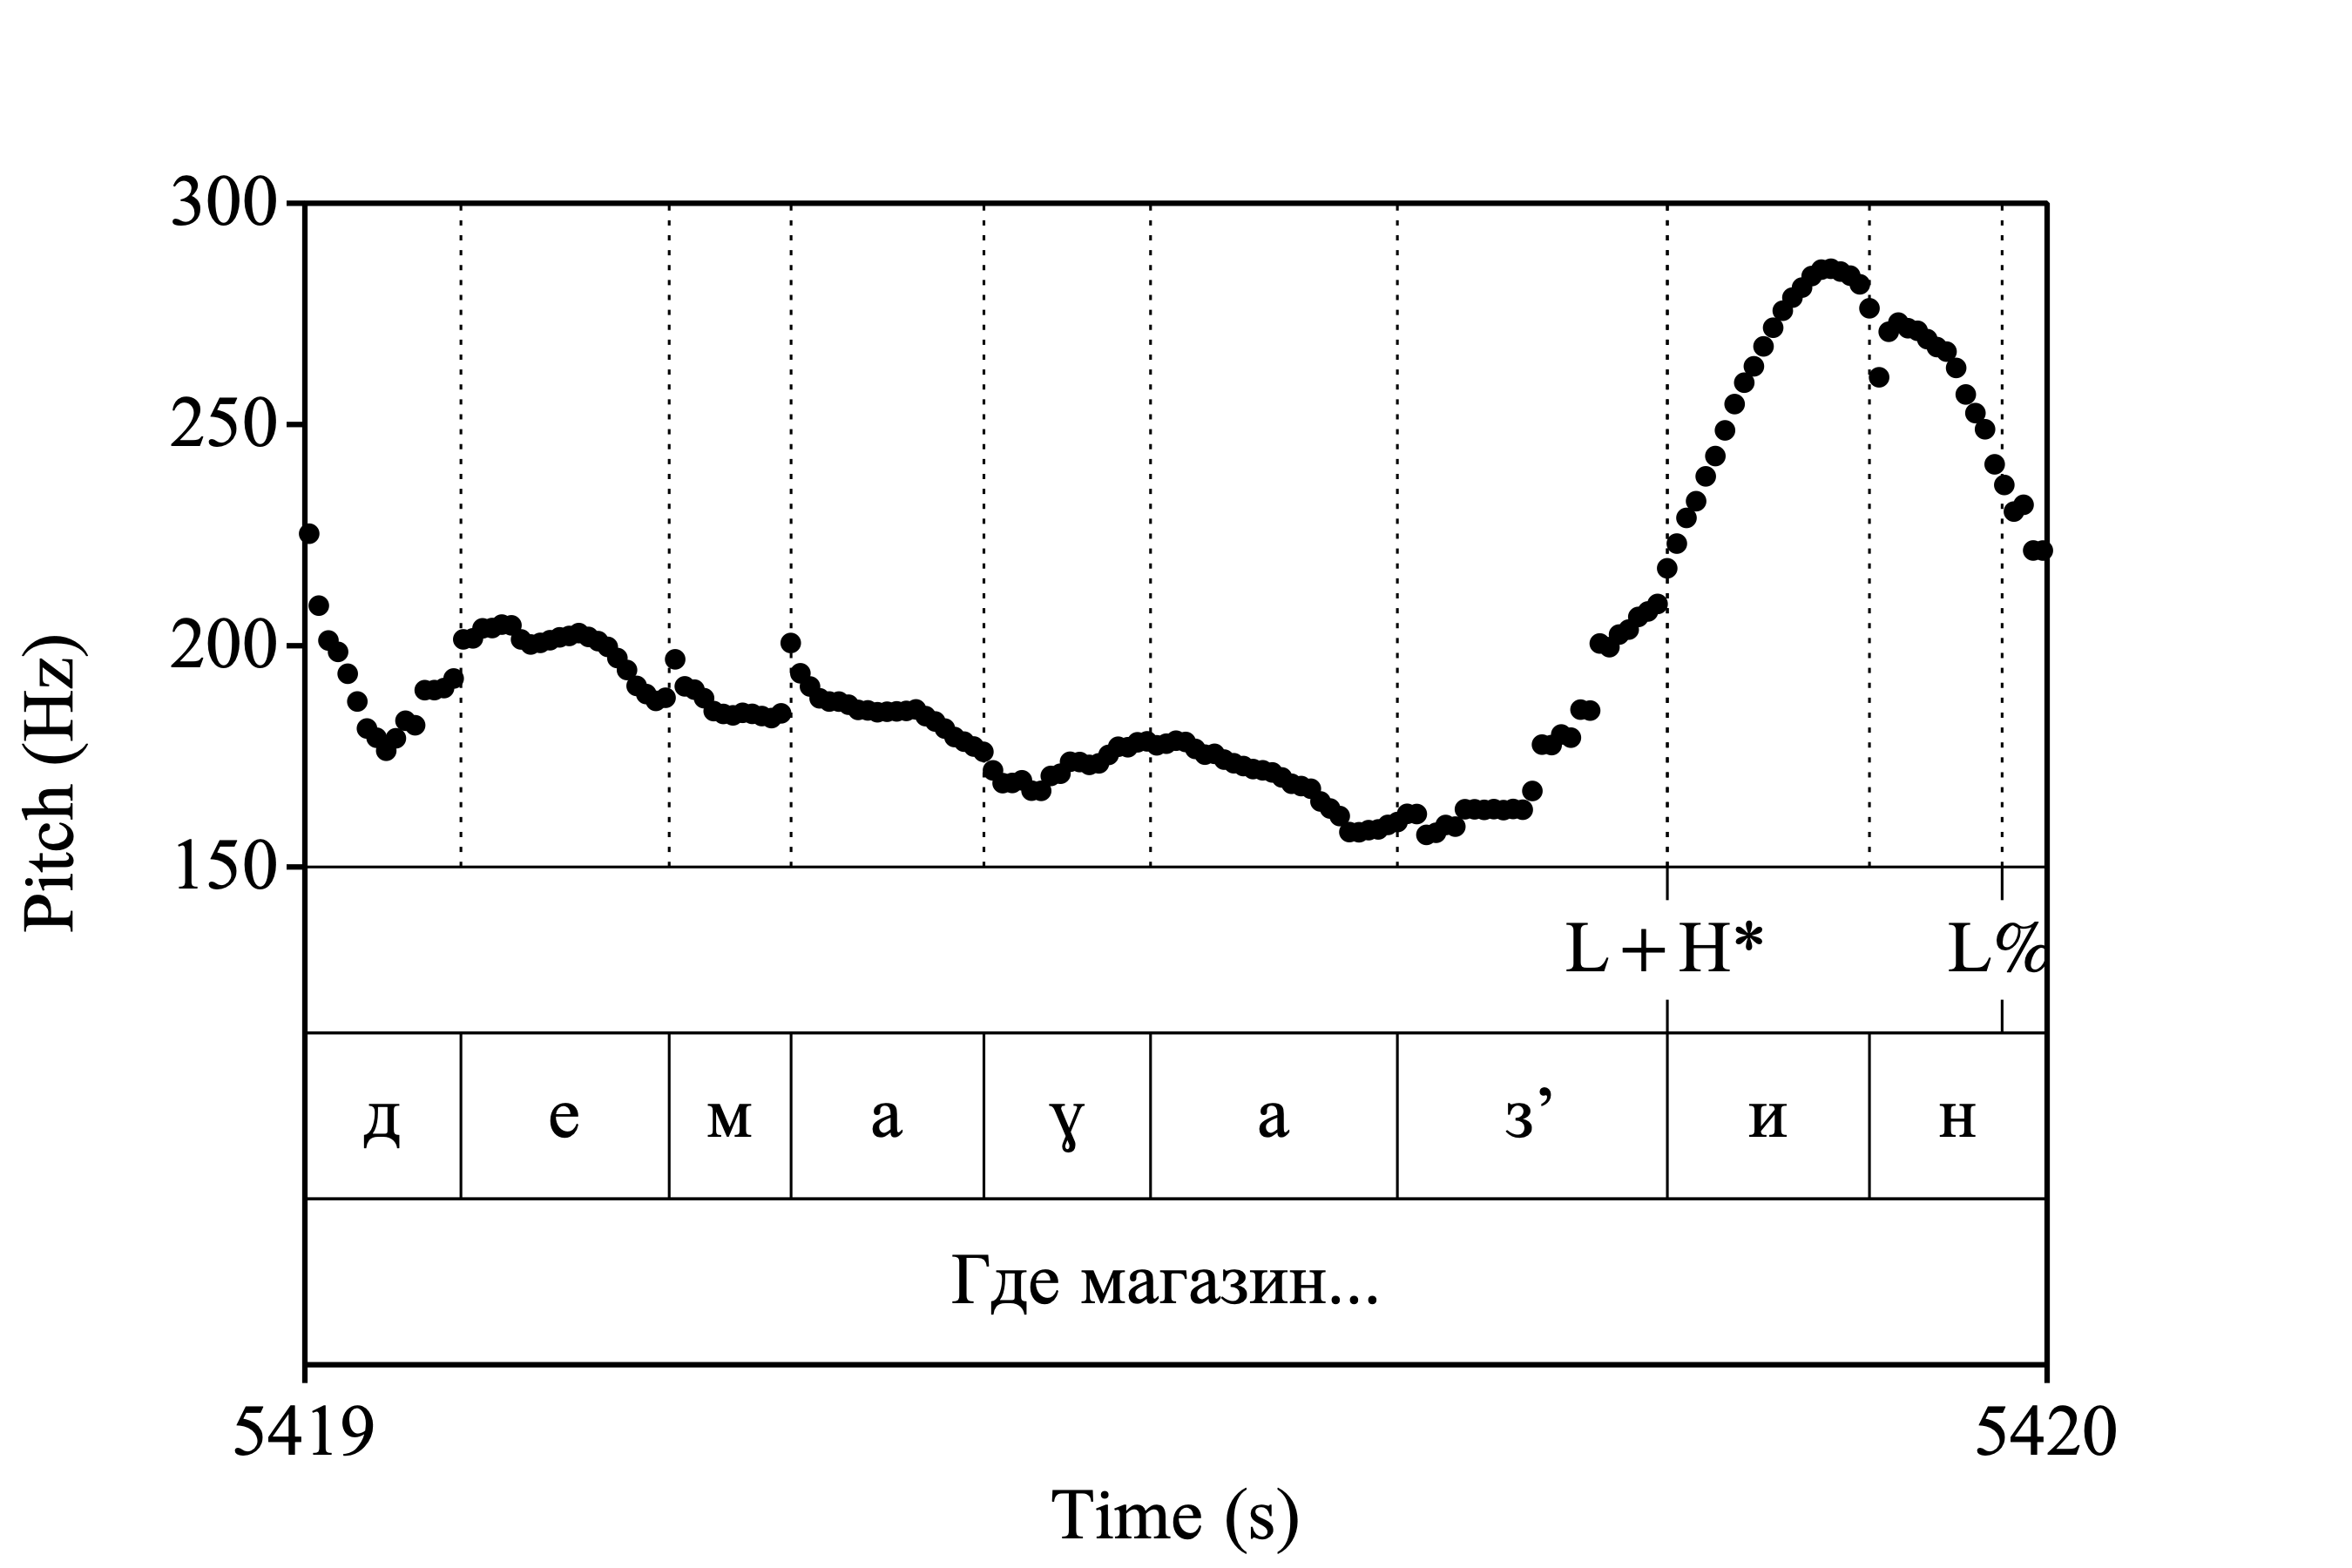 300
250
200
150
Pitch (Hz)
L+H* L%
д е м а ɣ а з’ и н
Где магазин...
5419 5420
Time (s)